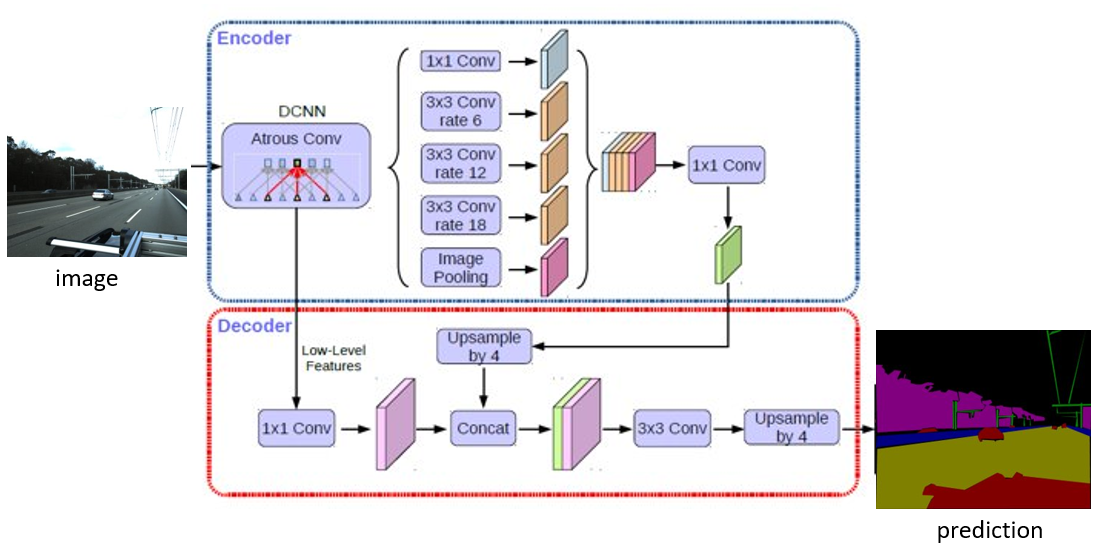 Encoder
DCNN
Atrous Conv
1x1 Conv
3x3 Conv
rate 6
3x3 Conv
rate 12
3x3 Conv
rate 18
Image
Pooling
1x1 Conv
image
Decoder
Low-Level
Features
Upsample
by 4
1x1 Conv
Concat
3x3 Conv
Upsample
by 4
prediction